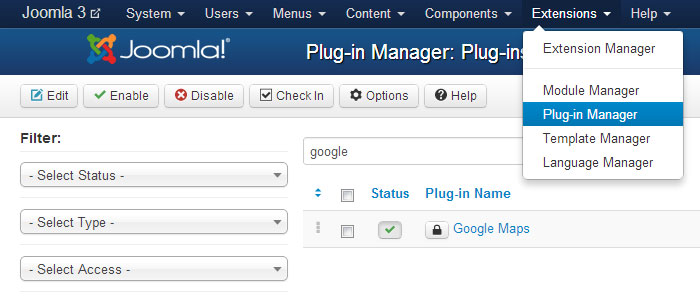 Joomla 3 System Users Menus Content Components Extensions Help
Joomla! Plug-in Manager: Plug-ins
Extension Manager
Module Manager
Plug-in Manager
Template Manager
Language Manager
Edit Enable Disable Check In Options Help
Filter:
google
- Select Status -
- Select Type -
- Select Access -
Status Plug-in Name
Google Maps